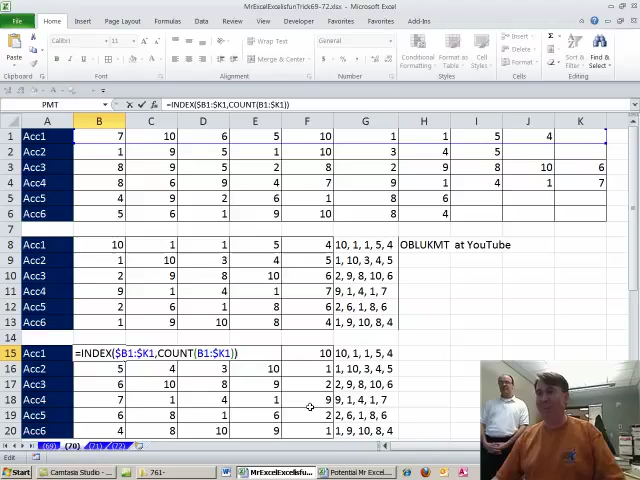 MrExcelExcelisfunTrick69-72.xlsx - Microsoft Excel
File Home Insert Page Layout Formulas Data Review View Developer Favorites Add-Ins
Paste Calibri 11 Wrap Text General Conditional Formatting Format as Table Cell Styles Insert Delete Format Sort & Filter Find & Select
Merge & Center
Clipboard Font Alignment Number Styles Cells Editing
PMT =INDEX($B1:$K1,COUNT(B1:$K1))
A B C D E F G H I J K
1 Acc1 7 10 6 5 10 1 1 5 4
2 Acc2 1 9 5 1 10 3 4 5
3 Acc3 8 9 5 2 8 2 9 8 10 6
4 Acc4 8 6 9 4 7 9 1 4 1 7
5 Acc5 4 9 2 6 1 8 6
6 Acc6 5 6 1 9 10 8 4
7
8 Acc1 10 1 1 5 4 10, 1, 1, 5, 4 OBLUKMT at YouTube
9 Acc2 1 10 3 4 5 1, 10, 3, 4, 5
10 Acc3 2 9 8 10 6 2, 9, 8, 10, 6
11 Acc4 9 1 4 1 7 9, 1, 4, 1, 7
12 Acc5 2 6 1 8 6 2, 6, 1, 8, 6
13 Acc6 1 9 10 8 4 1, 9, 10, 8, 4
14
15 Acc1 =INDEX($B1:$K1,COUNT(B1:$K1)) 10 10, 1, 1, 5, 4
16 Acc2 5 4 3 10 1 1, 10, 3, 4, 5
17 Acc3 6 10 8 9 2 2, 9, 8, 10, 6
18 Acc4 7 1 4 1 9 9, 1, 4, 1, 7
19 Acc5 6 8 1 6 2 2, 6, 1, 8, 6
20 Acc6 4 8 10 9 1 1, 9, 10, 8, 4
(69) (70) (71) (72)
Edit
Start Camtasia Studio - ... 761- MrExcelExcelisfunTrick... Potential Mr Excel...